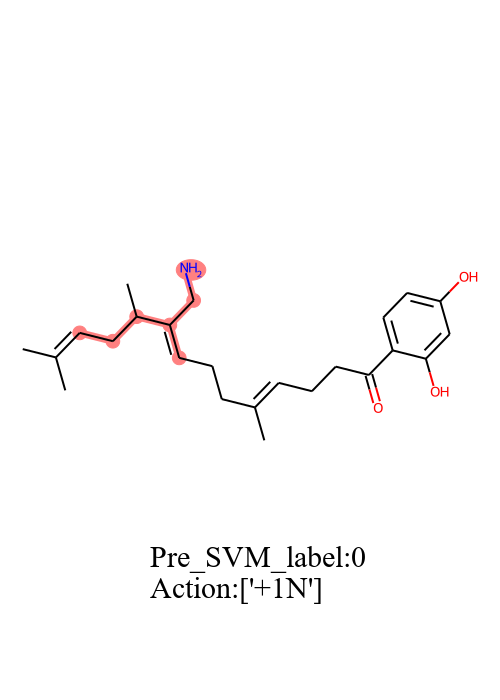 NH2
OH
OH
O
Pre_SVM_label:0
Action:['+1N']